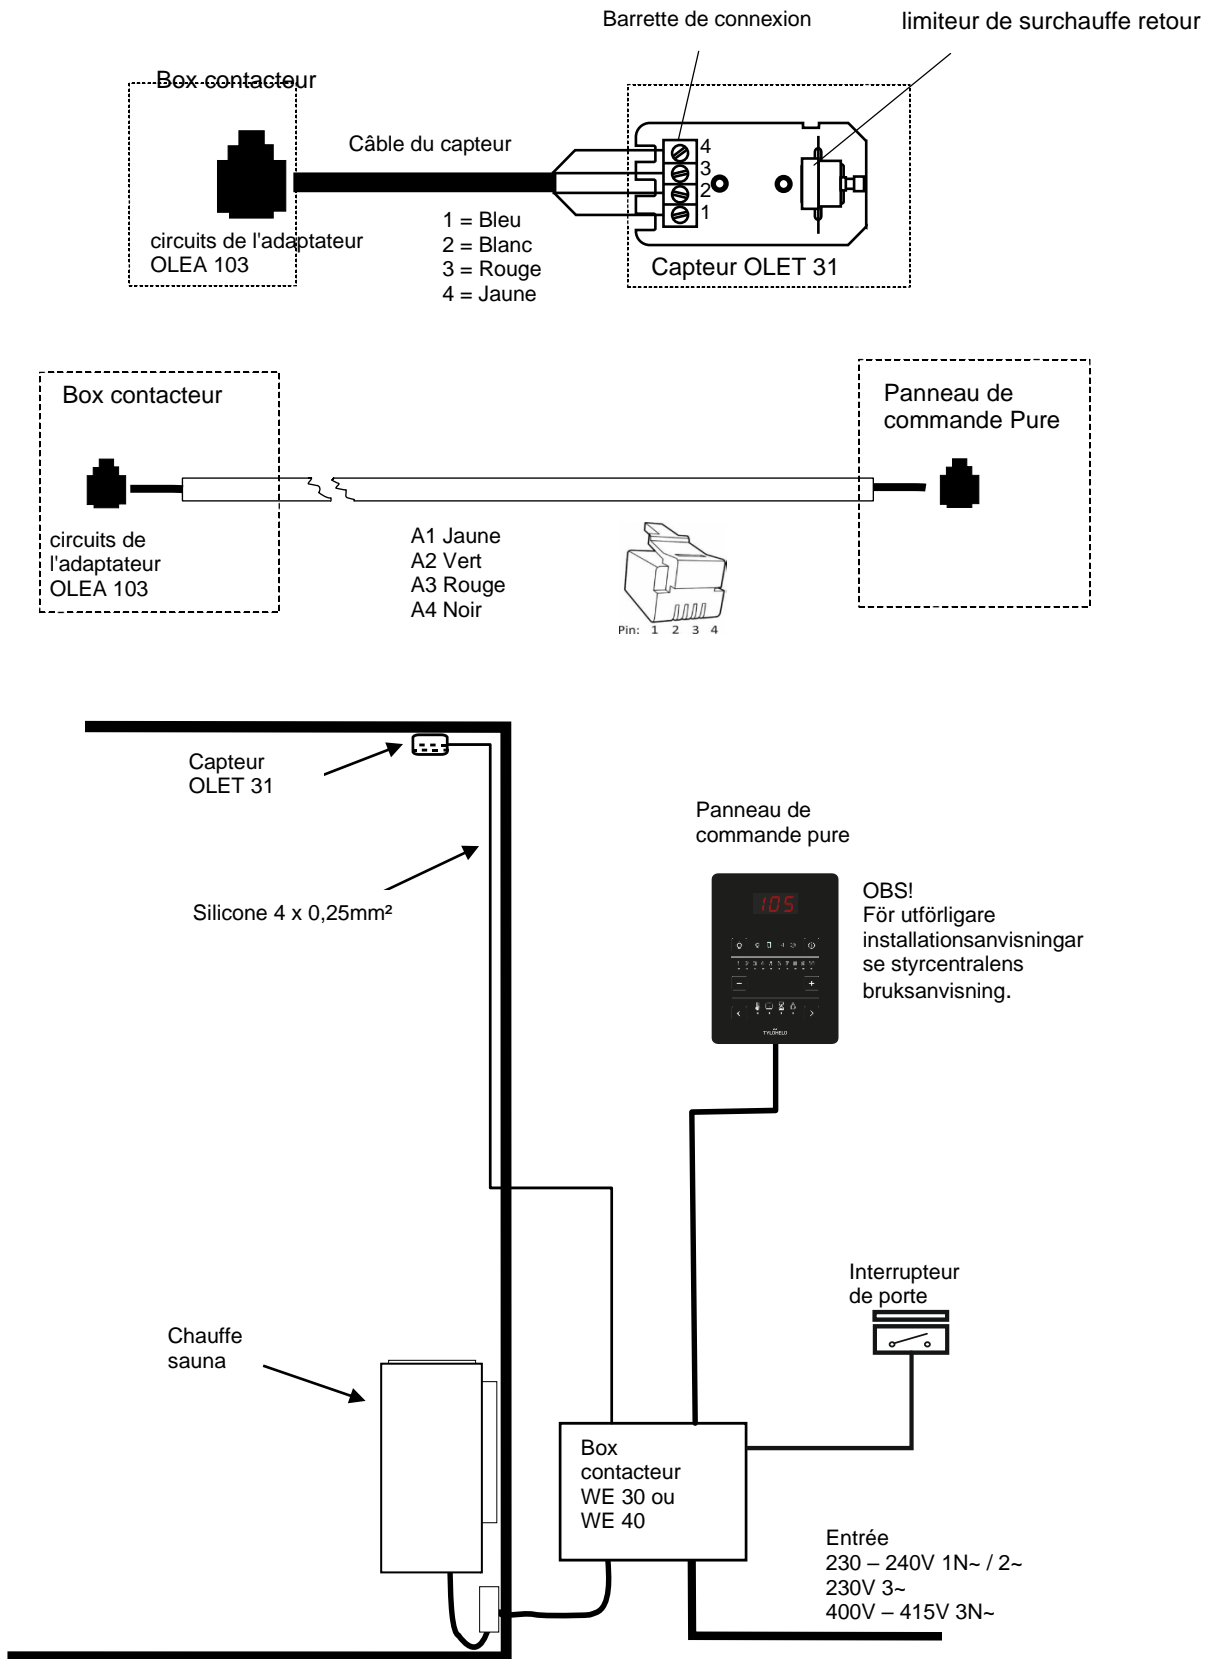 Barrette de connexion
limiteur de surchauffe retour
Box contacteur
Câble du capteur
4
3
2
1
circuits de l'adaptateur
OLEA 103
1 = Bleu
2 = Blanc
3 = Rouge
4 = Jaune
Capteur OLET 31
Box contacteur
Panneau de
commande Pure
circuits de
l'adaptateur
OLEA 103
A1 Jaune
A2 Vert
A3 Rouge
A4 Noir
Pin: 1 2 3 4
Capteur
OLET 31
Silicone 4 x 0,25mm²
Panneau de
commande pure
105
TYLÖHELO
OBS!
För utförligare
installationsanvisningar
se styrcentralens
bruksanvisning.
Interrupteur
de porte
Chauffe
sauna
Box
contacteur
WE 30 ou
WE 40
Entrée
230 – 240V 1N~ / 2~
230V 3~
400V – 415V 3N~